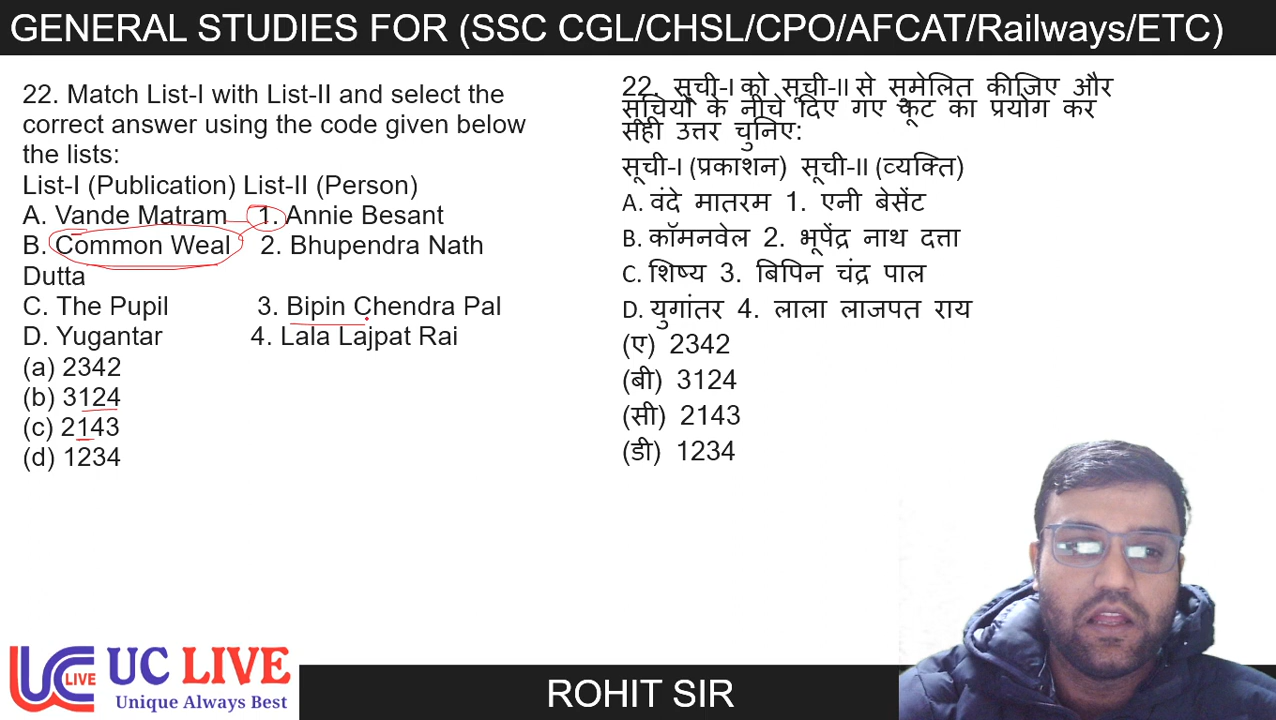 GENERAL STUDIES FOR (SSC CGL/CHSL/CPO/AFCAT/Railways/ETC)
22. Match List-I with List-II and select the
correct answer using the code given below
the lists:
List-I (Publication) List-II (Person)
A. Vande Matram 1. Annie Besant
B. Common Weal 2. Bhupendra Nath
Dutta
C. The Pupil 3. Bipin Chendra Pal
D. Yugantar 4. Lala Lajpat Rai
(a) 2342
(b) 3124
(c) 2143
(d) 1234
22. सूची-I को सूची-II से सुमेलित कीजिए और
सूचियों के नीचे दिए गए कूट का प्रयोग कर
सही उत्तर चुनिए:
सूची-I (प्रकाशन) सूची-II (व्यक्ति)
A. वंदे मातरम 1. एनी बेसेंट
B. कॉमनवेल 2. भूपेंद्र नाथ दत्ता
C. शिष्य 3. बिपिन चंद्र पाल
D. युगांतर 4. लाला लाजपत राय
(ए) 2342
(बी) 3124
(सी) 2143
(डी) 1234
UC LIVE
LIVE
Unique Always Best
ROHIT SIR